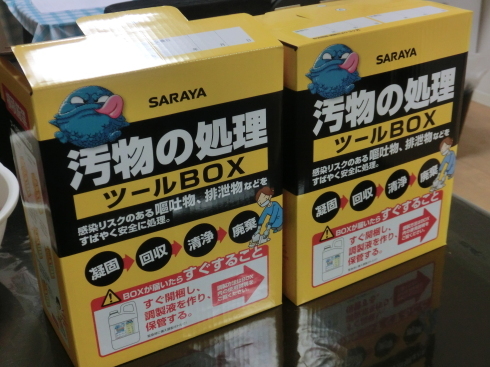 SARAYA
汚物の処理
ツールBOX
感染リスクのある嘔吐物、排泄物などを
すばやく安全に処理。
凝固
回収
清浄
廃棄
BOXが届いたらすぐすること
すぐ開梱し、
調製液を作り、
保管する。
SARAYA
汚物の処理
ツールBOX
感染リスクのある嘔吐物、排泄物などを
すばやく安全に処理。
凝固
回収
清浄
廃棄
BOXが届いたらすぐすること
すぐ開梱し、
調製液を作り、
保管する。